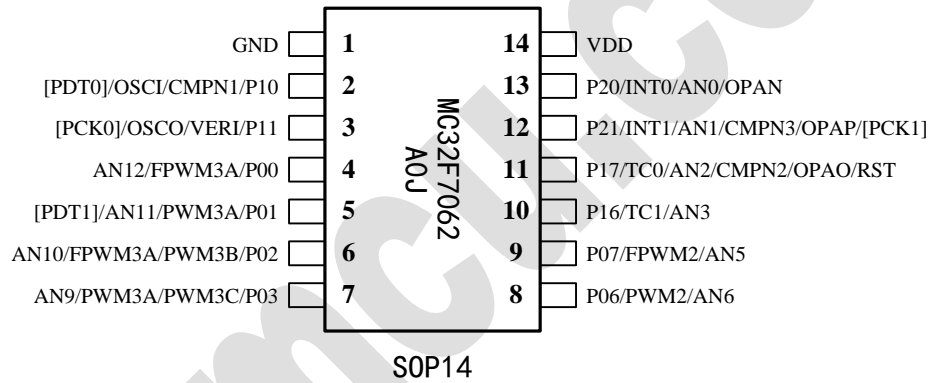 GND 1 14 VDD
[PDT0]/OSCI/CMPN1/P10 2 13 P20/INT0/AN0/OPAN
[PCK0]/OSCO/VERI/P11 3 12 P21/INT1/AN1/CMPN3/OPAP/[PCK1]
AN12/FPWM3A/P00 4 11 P17/TC0/AN2/CMPN2/OPAO/RST
[PDT1]/AN11/PWM3A/P01 5 10 P16/TC1/AN3
AN10/FPWM3A/PWM3B/P02 6 9 P07/FPWM2/AN5
AN9/PWM3A/PWM3C/P03 7 8 P06/PWM2/AN6
MC32F7062
A0J
SOP14
mcu.c